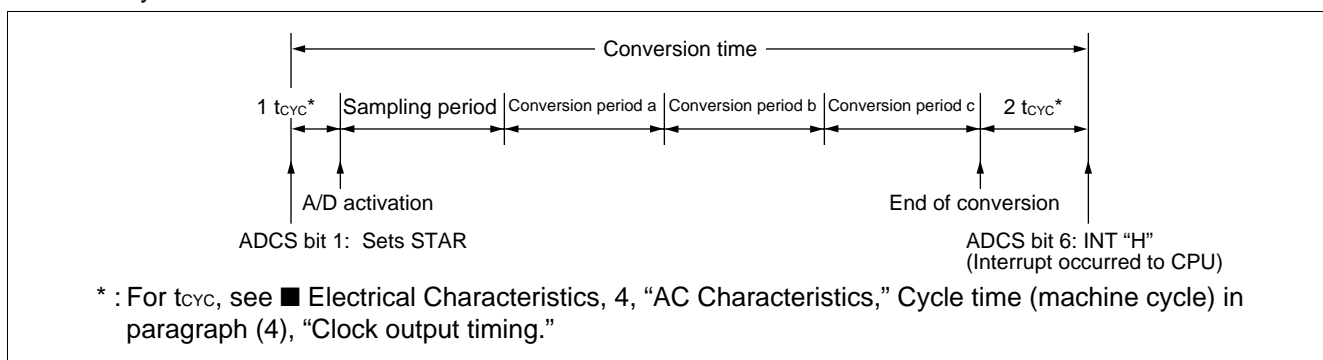 Conversion time
1 tCYC* Sampling period Conversion period a Conversion period b Conversion period c 2 tCYC*
A/D activation End of conversion
ADCS bit 1: Sets STAR ADCS bit 6: INT “H”
(Interrupt occurred to CPU)
* : For tCYC, see ■ Electrical Characteristics, 4, “AC Characteristics,” Cycle time (machine cycle) in
paragraph (4), “Clock output timing.”